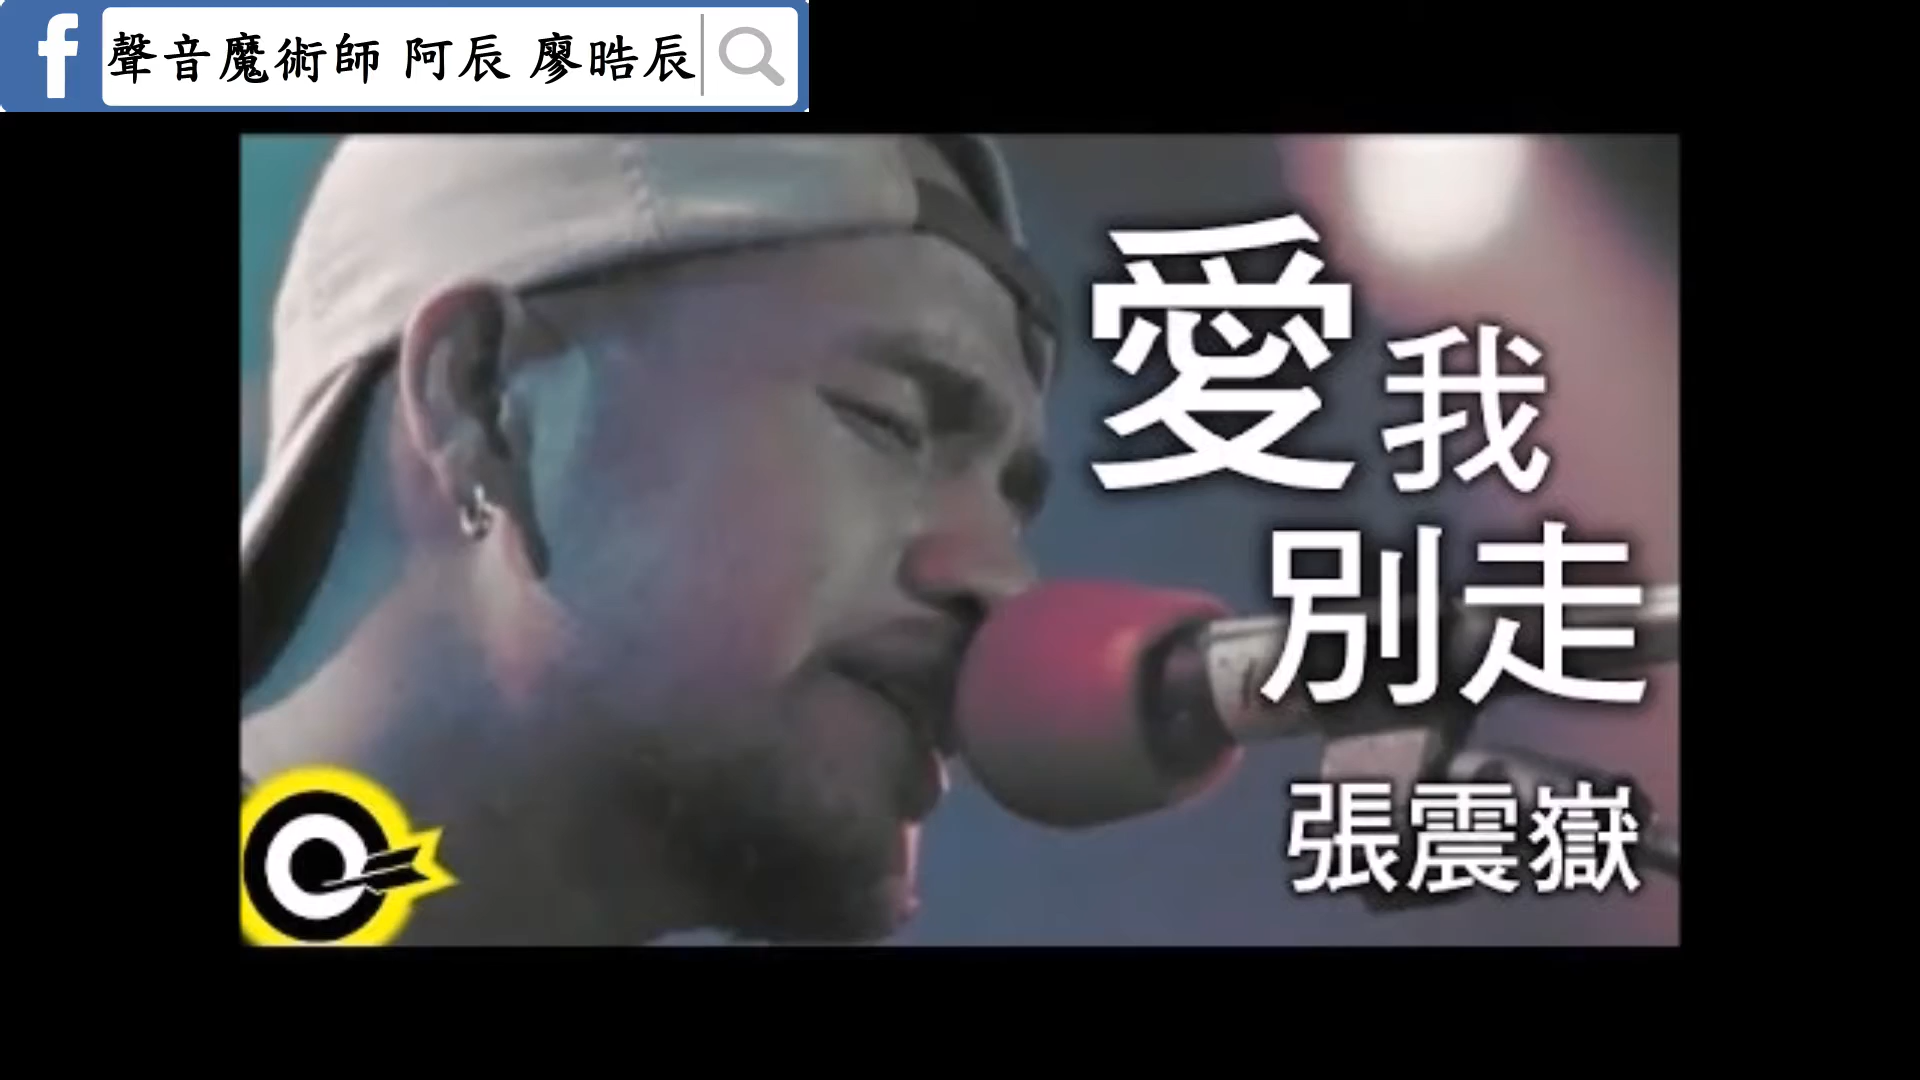 聲音魔術師 阿辰 廖晧辰
愛我
別走
張震嶽